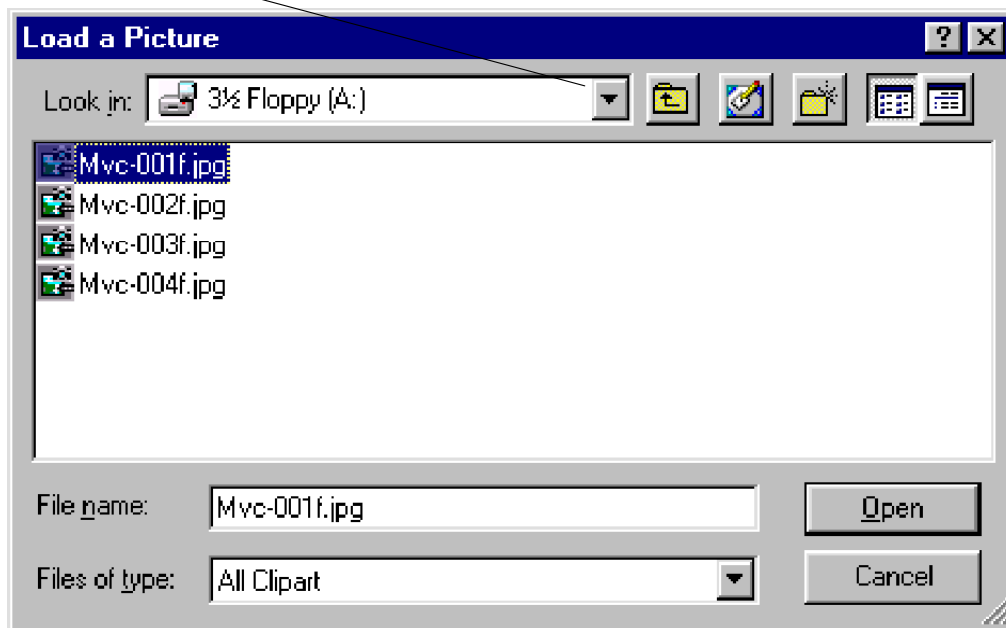 Load a Picture
Look in: 3½ Floppy (A:)
Mvc-001f.jpg
Mvc-002f.jpg
Mvc-003f.jpg
Mvc-004f.jpg
File name: Mvc-001f.jpg Open
Files of type: All Clipart Cancel